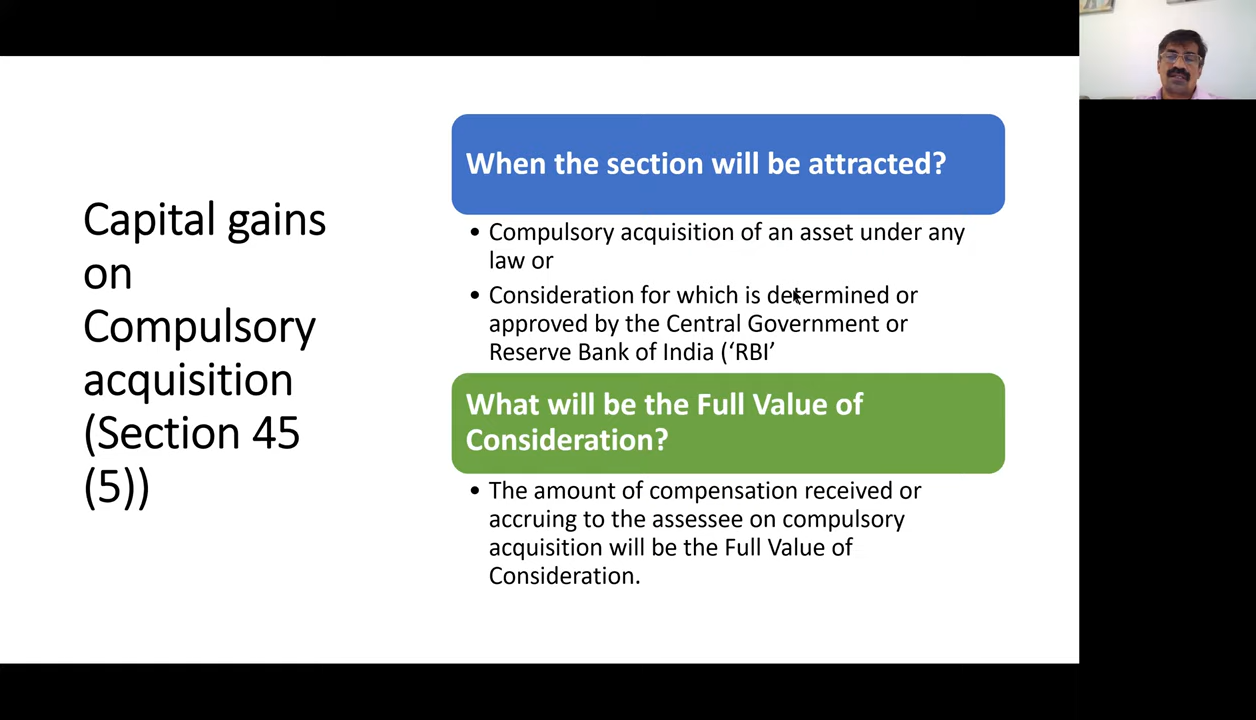 Capital gains
on
Compulsory
acquisition
(Section 45
(5))
When the section will be attracted?
• Compulsory acquisition of an asset under any
law or
• Consideration for which is determined or
approved by the Central Government or
Reserve Bank of India (‘RBI’
What will be the Full Value of
Consideration?
• The amount of compensation received or
accruing to the assessee on compulsory
acquisition will be the Full Value of
Consideration.